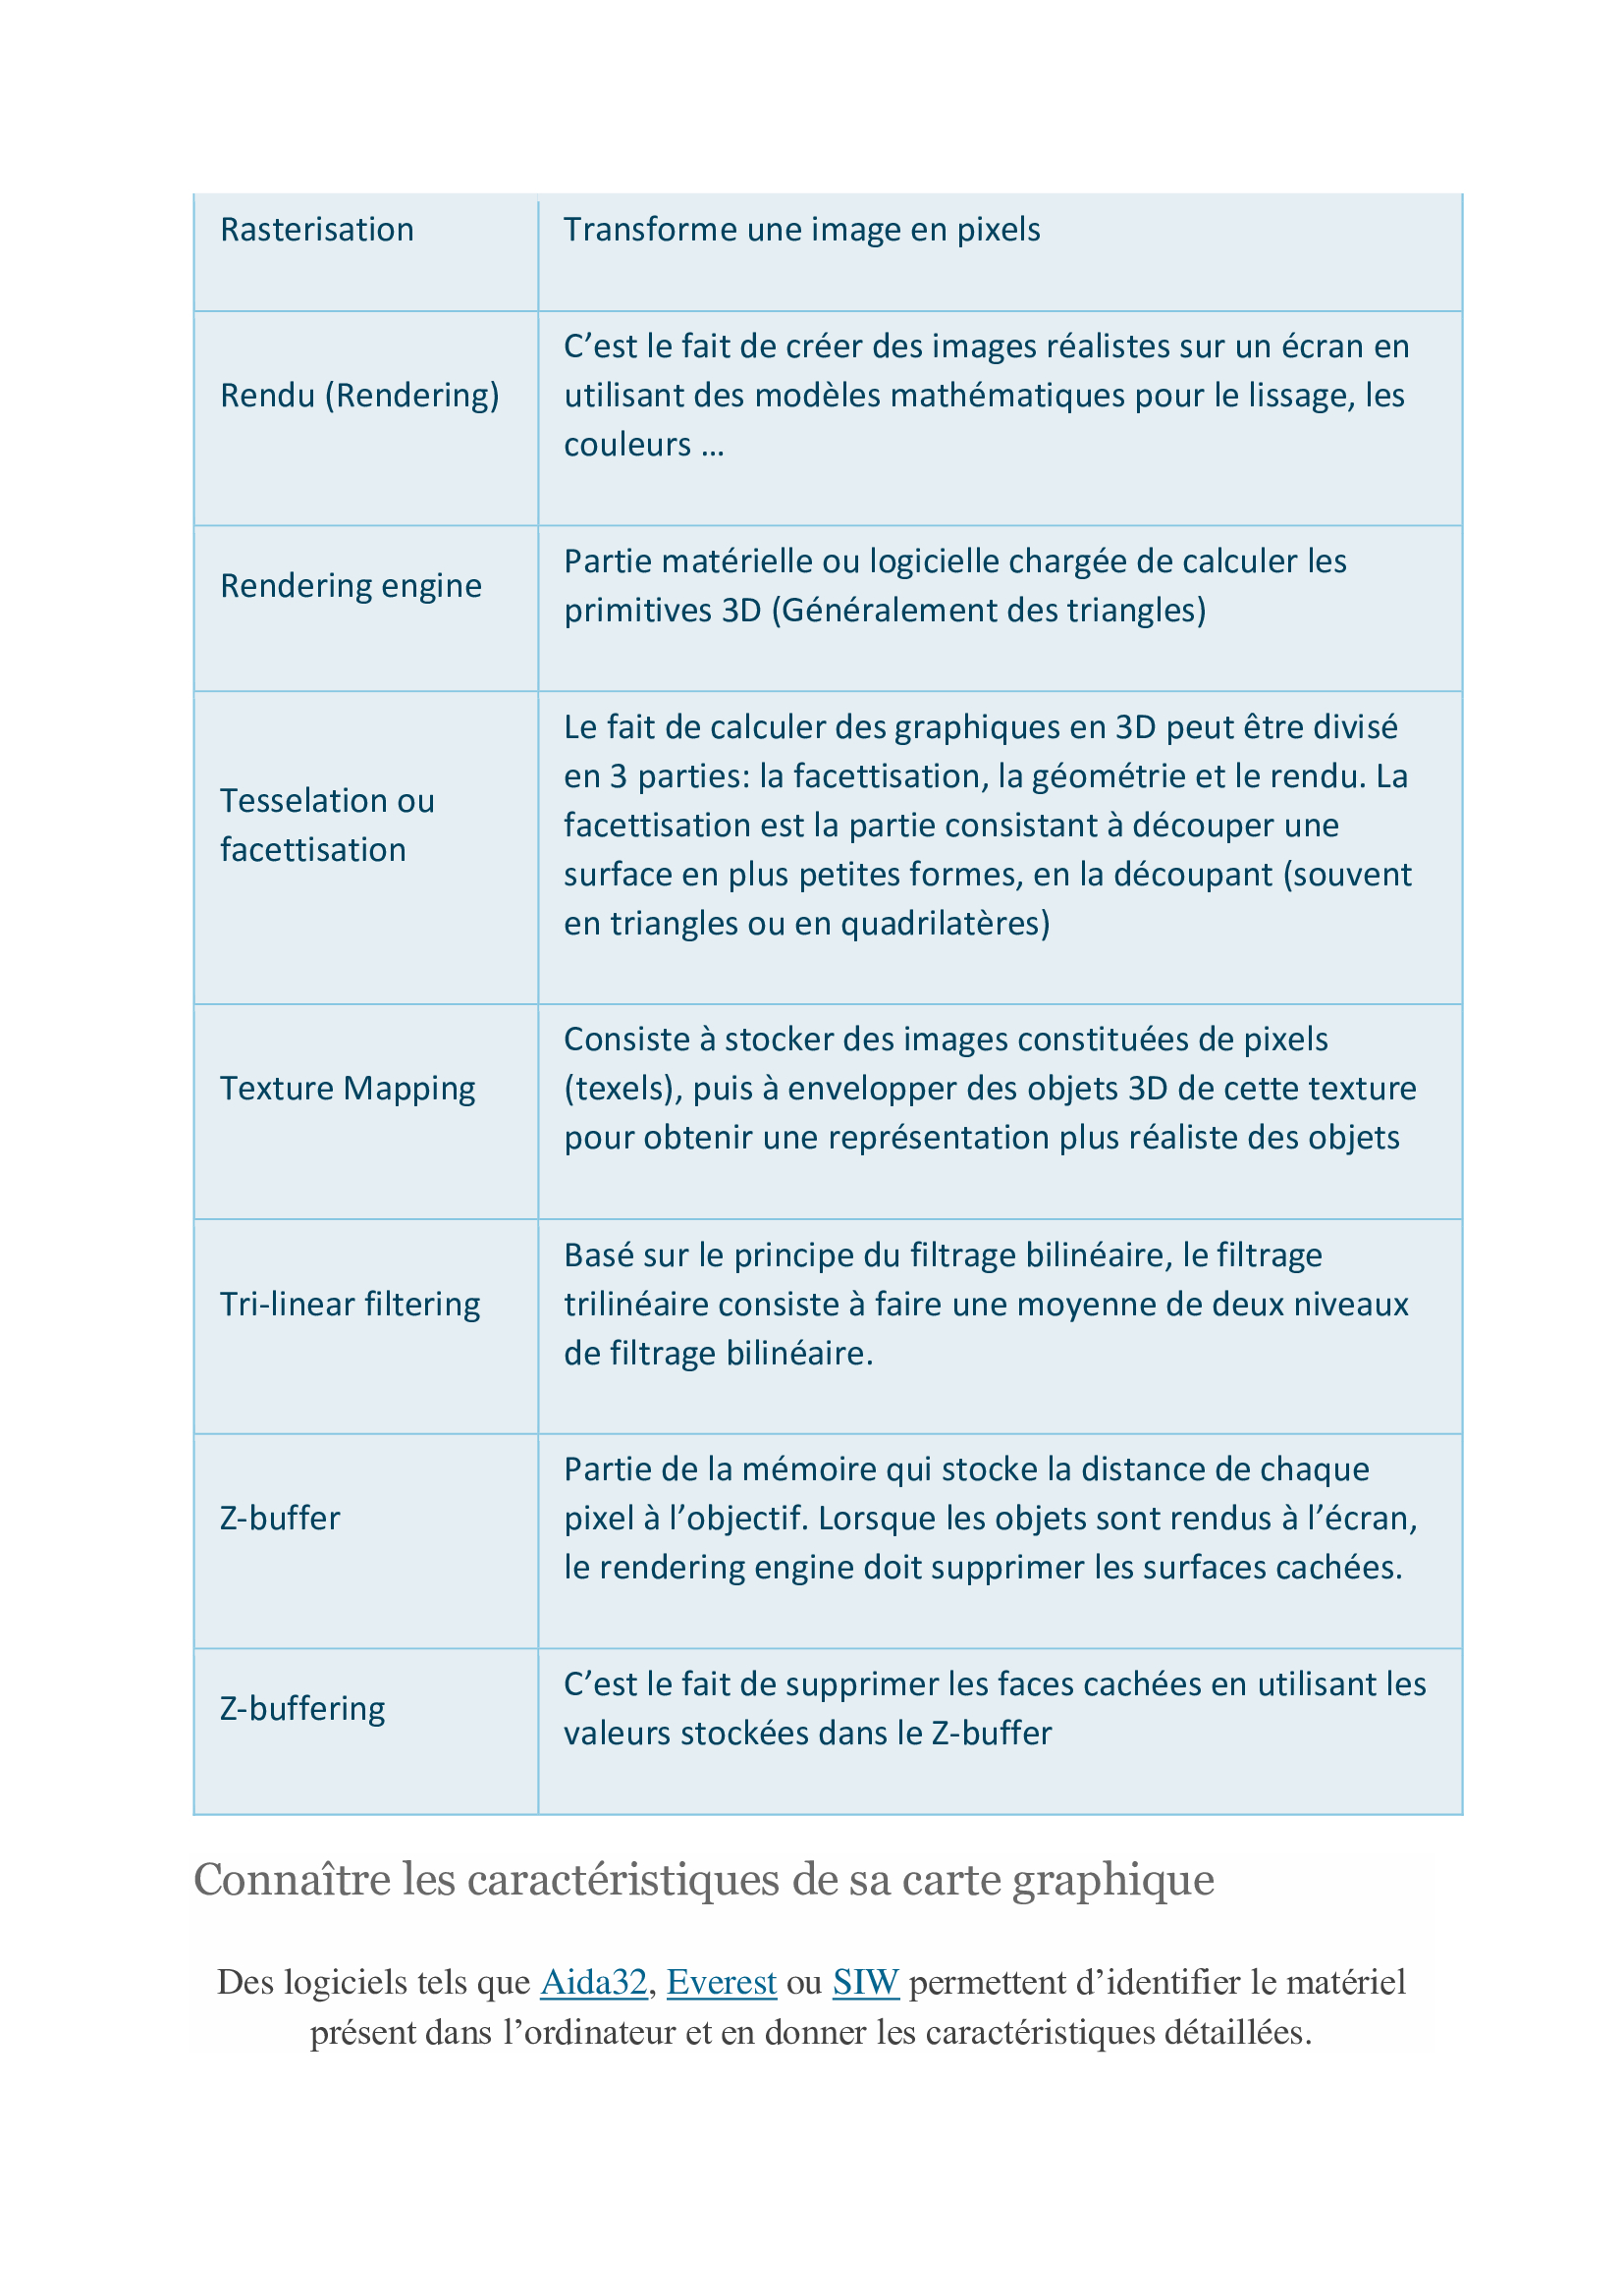 Rasterisation
Transforme une image en pixels
Rendu (Rendering)
C’est le fait de créer des images réalistes sur un écran en
utilisant des modèles mathématiques pour le lissage, les
couleurs ...
Rendering engine
Partie matérielle ou logicielle chargée de calculer les
primitives 3D (Généralement des triangles)
Tesselation ou
facettisation
Le fait de calculer des graphiques en 3D peut être divisé
en 3 parties: la facettisation, la géométrie et le rendu. La
facettisation est la partie consistant à découper une
surface en plus petites formes, en la découpant (souvent
en triangles ou en quadrilatères)
Texture Mapping
Consiste à stocker des images constituées de pixels
(texels), puis à envelopper des objets 3D de cette texture
pour obtenir une représentation plus réaliste des objets
Tri-linear filtering
Basé sur le principe du filtrage bilinéaire, le filtrage
trilinéaire consiste à faire une moyenne de deux niveaux
de filtrage bilinéaire.
Z-buffer
Partie de la mémoire qui stocke la distance de chaque
pixel à l’objectif. Lorsque les objets sont rendus à l’écran,
le rendering engine doit supprimer les surfaces cachées.
Z-buffering
C’est le fait de supprimer les faces cachées en utilisant les
valeurs stockées dans le Z-buffer
Connaître les caractéristiques de sa carte graphique
Des logiciels tels que Aida32, Everest ou SIW permettent d’identifier le matériel
présent dans l’ordinateur et en donner les caractéristiques détaillées.